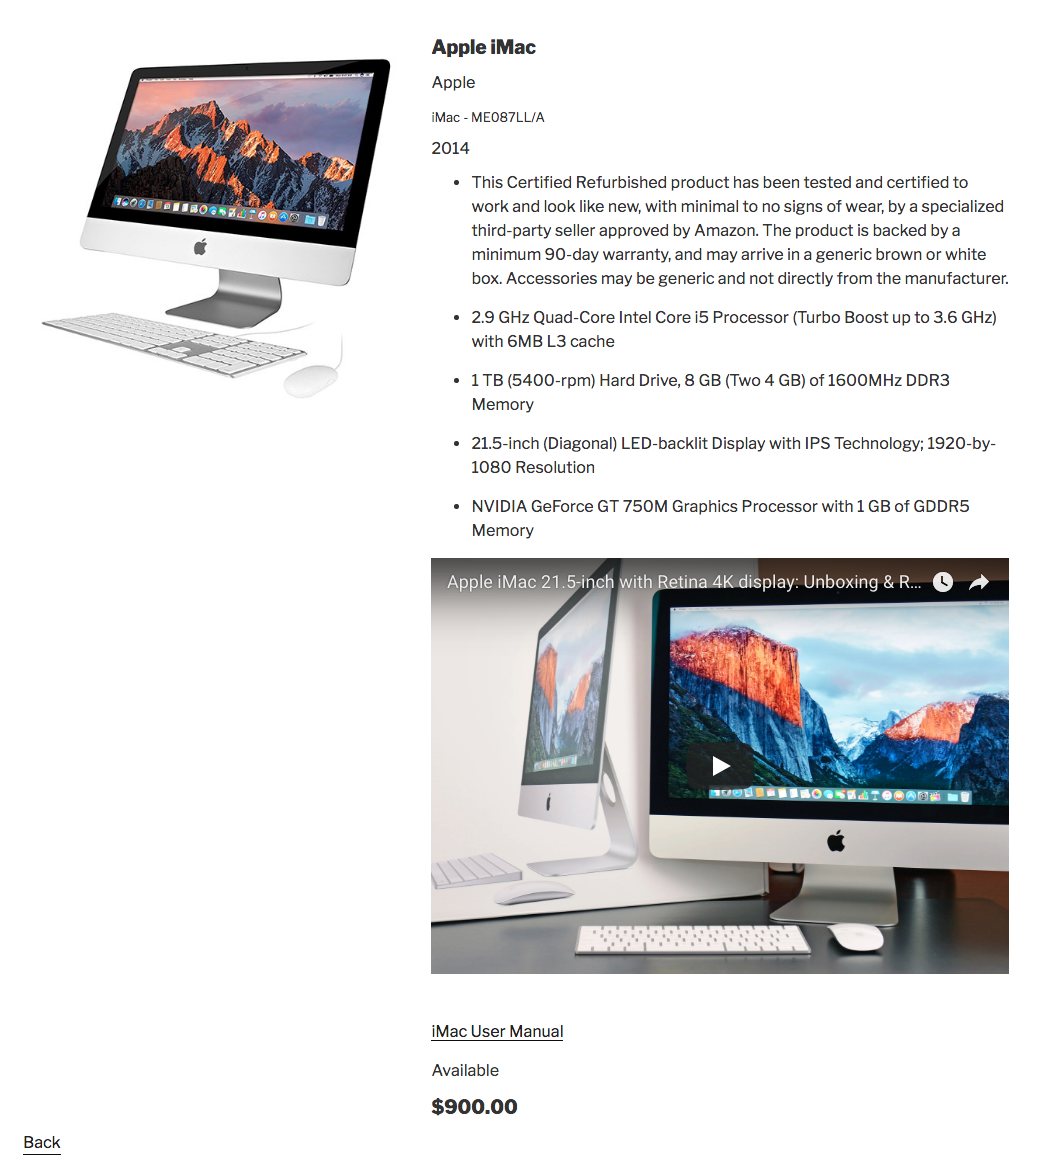 Apple iMac
Apple
iMac - ME087LL/A
2014
• This Certified Refurbished product has been tested and certified to
work and look like new, with minimal to no signs of wear, by a specialized
third-party seller approved by Amazon. The product is backed by a
minimum 90-day warranty, and may arrive in a generic brown or white
box. Accessories may be generic and not directly from the manufacturer.
• 2.9 GHz Quad-Core Intel Core i5 Processor (Turbo Boost up to 3.6 GHz)
with 6MB L3 cache
• 1 TB (5400-rpm) Hard Drive, 8 GB (Two 4 GB) of 1600MHz DDR3
Memory
• 21.5-inch (Diagonal) LED-backlit Display with IPS Technology; 1920-by-
1080 Resolution
• NVIDIA GeForce GT 750M Graphics Processor with 1 GB of GDDR5
Memory
Apple iMac 21.5-inch with Retina 4K display: Unboxing & R...
iMac User Manual
Available
$900.00
Back